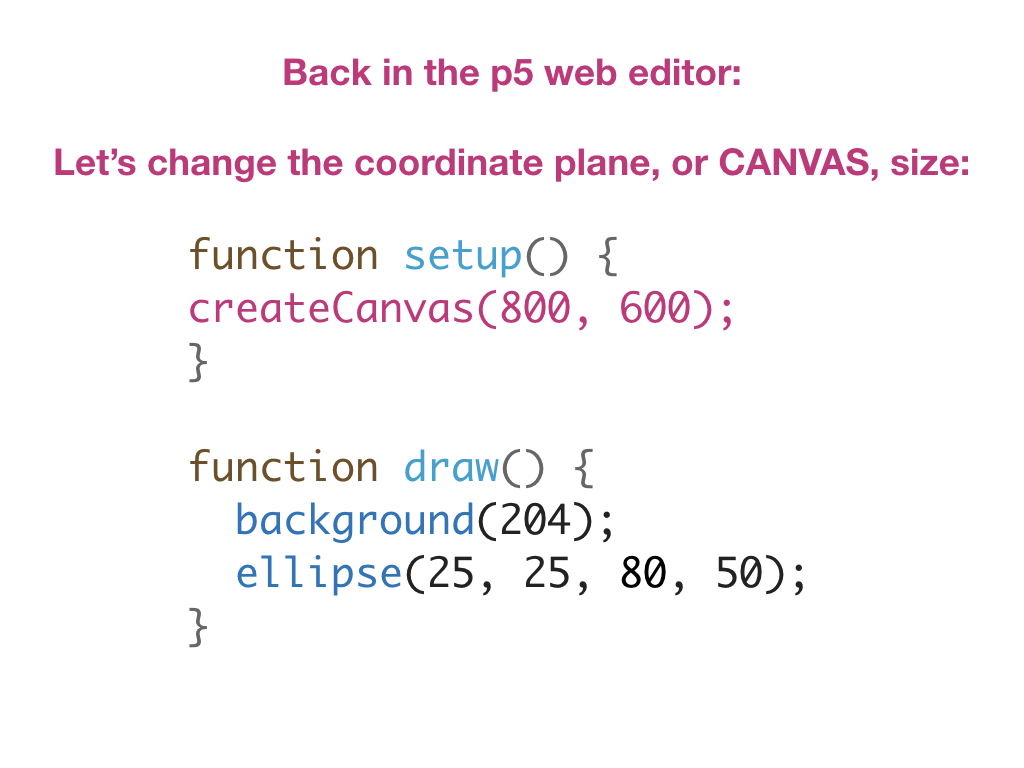 Back in the p5 web editor:
Let’s change the coordinate plane, or CANVAS, size:
function setup() {
createCanvas(800, 600);
}
function draw() {
  background(204);
  ellipse(25, 25, 80, 50);
}